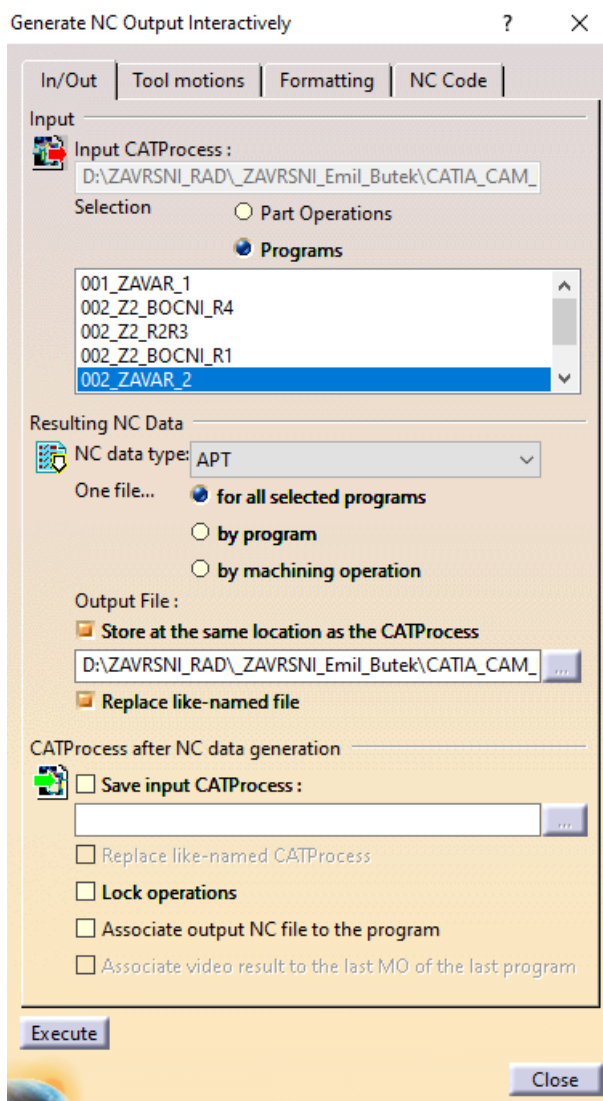 Generate NC Output Interactively ? ×
In/Out Tool motions Formatting NC Code
Input
Input CATProcess :
D:\ZAVRSNI_RAD\_ZAVRSNI_Emil_Butek\CATIA_CAM_
Selection Part Operations
Programs
001_ZAVAR_1
002_Z2_BOCNI_R4
002_Z2_R2R3
002_Z2_BOCNI_R1
002_ZAVAR_2
Resulting NC Data
NC data type: APT
One file... for all selected programs
by program
by machining operation
Output File :
Store at the same location as the CATProcess
D:\ZAVRSNI_RAD\_ZAVRSNI_Emil_Butek\CATIA_CAM_ ...
Replace like-named file
CATProcess after NC data generation
Save input CATProcess :
...
Replace like-named CATProcess
Lock operations
Associate output NC file to the program
Associate video result to the last MO of the last program
Execute
Close